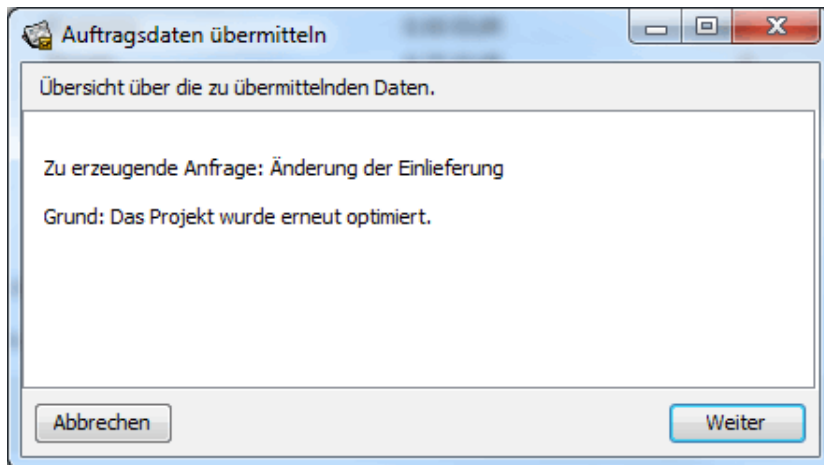 Auftragsdaten übermitteln
Übersicht über die zu übermittelnden Daten.
Zu erzeugende Anfrage: Änderung der Einlieferung
Grund: Das Projekt wurde erneut optimiert.
Abbrechen
Weiter